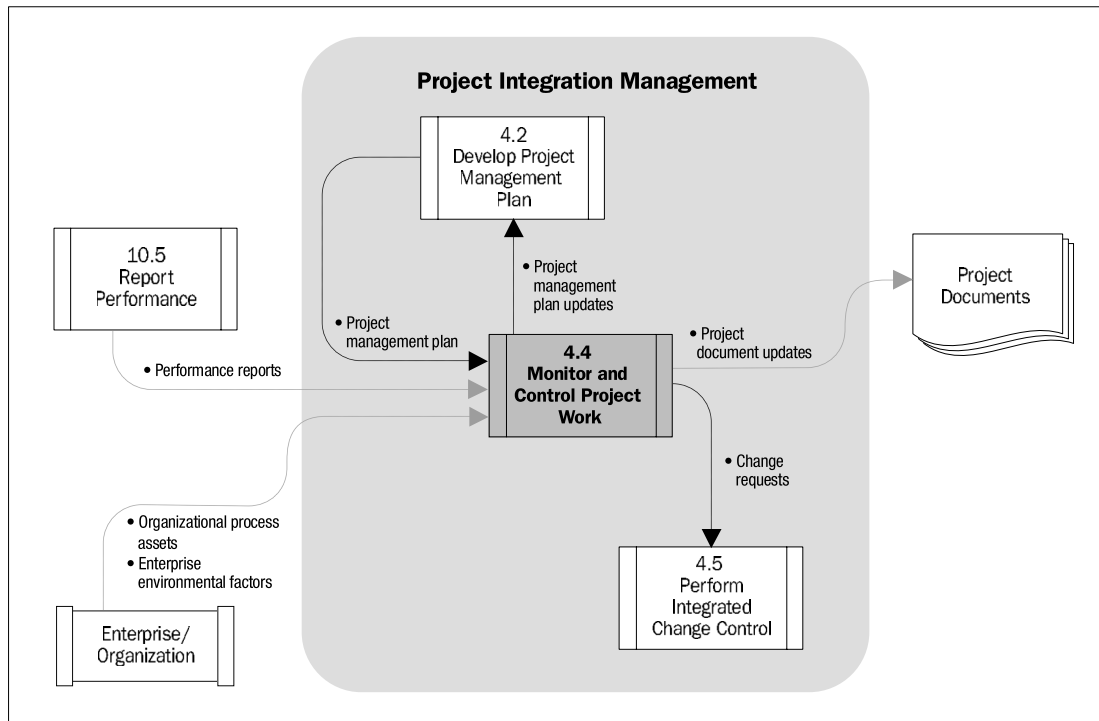 Project Integration Management
4.2
Develop Project
Management
Plan
10.5
Report
Performance
• Project
management
plan updates
Project
Documents
• Project
management plan
• Project
document updates
• Performance reports
4.4
Monitor and
Control Project
Work
• Change
requests
• Organizational process
assets
• Enterprise
environmental factors
4.5
Perform
Integrated
Change Control
Enterprise/
Organization